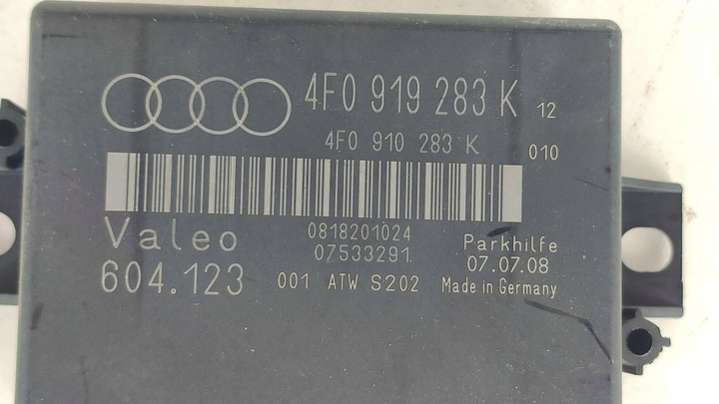 4F0 919 283 K 12
4F0 910 283 K 010
0818201024
Valeo 07533291 Parkhilfe
07.07.08
604.123 001 ATW S202 Made in Germany